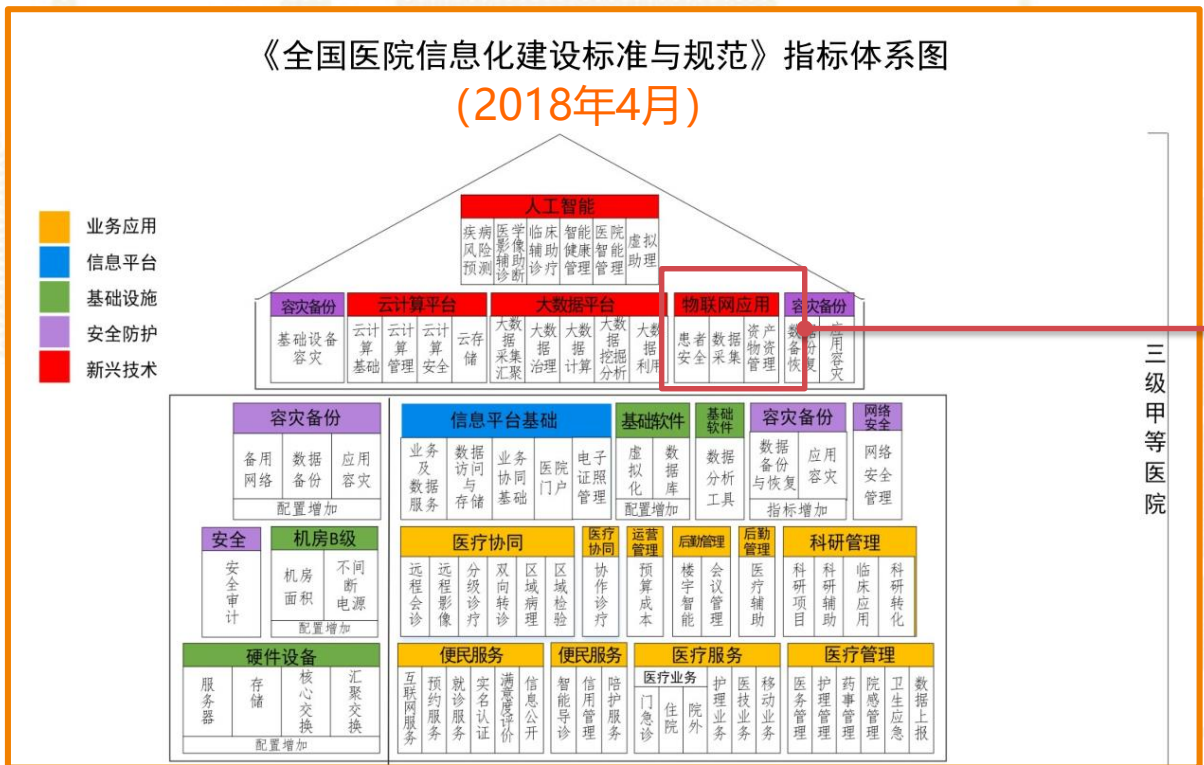 《全国医院信息化建设标准与规范》指标体系图
(2018年4月)
业务应用
信息平台
基础设施
安全防护
新兴技术
人工智能
疾病风险预测
医学影像辅助诊断
临床辅助诊疗
智能健康管理
医院智能管理
虚拟助理
容灾备份
基础设备容灾
云计算平台
云计算基础
云计算管理
云计算安全
云存储
大数据平台
大数据采集汇聚
大数据治理
大数据计算
大数据挖掘分析
大数据利用
物联网应用
患者安全
数据采集
资产物资管理
容灾备份
数据备份恢复
应用容灾
三级甲等医院
容灾备份
备用网络
数据备份
应用容灾
配置增加
信息平台基础
业务及数据服务
数据访问与存储
业务协同基础
医院门户
电子证照管理
基础软件
虚拟化
数据库
配置增加
基础软件
数据分析工具
容灾备份
数据备份与恢复
应用容灾
指标增加
网络安全
网络安全管理
安全
安全审计
机房B级
机房面积
不间断电源
配置增加
医疗协同
远程会诊
远程影像
分级诊疗
双向转诊
区域病理
区域检验
医疗协同
协作诊疗
运营管理
预算成本
后勤管理
楼宇智能
会议管理
后勤管理
医疗辅助
科研管理
科研项目
科研辅助
临床应用
科研转化
硬件设备
服务器
存储
核心交换
汇聚交换
配置增加
便民服务
互联网服务
预约服务
就诊服务
实名认证
满意度评价
信息公开
便民服务
智能导诊
信用管理
陪护服务
医疗服务
医疗业务
门急诊
住院
院外
护理业务
医技业务
移动业务
医疗管理
医务管理
护理管理
药事管理
院感管理
卫生应急
数据上报